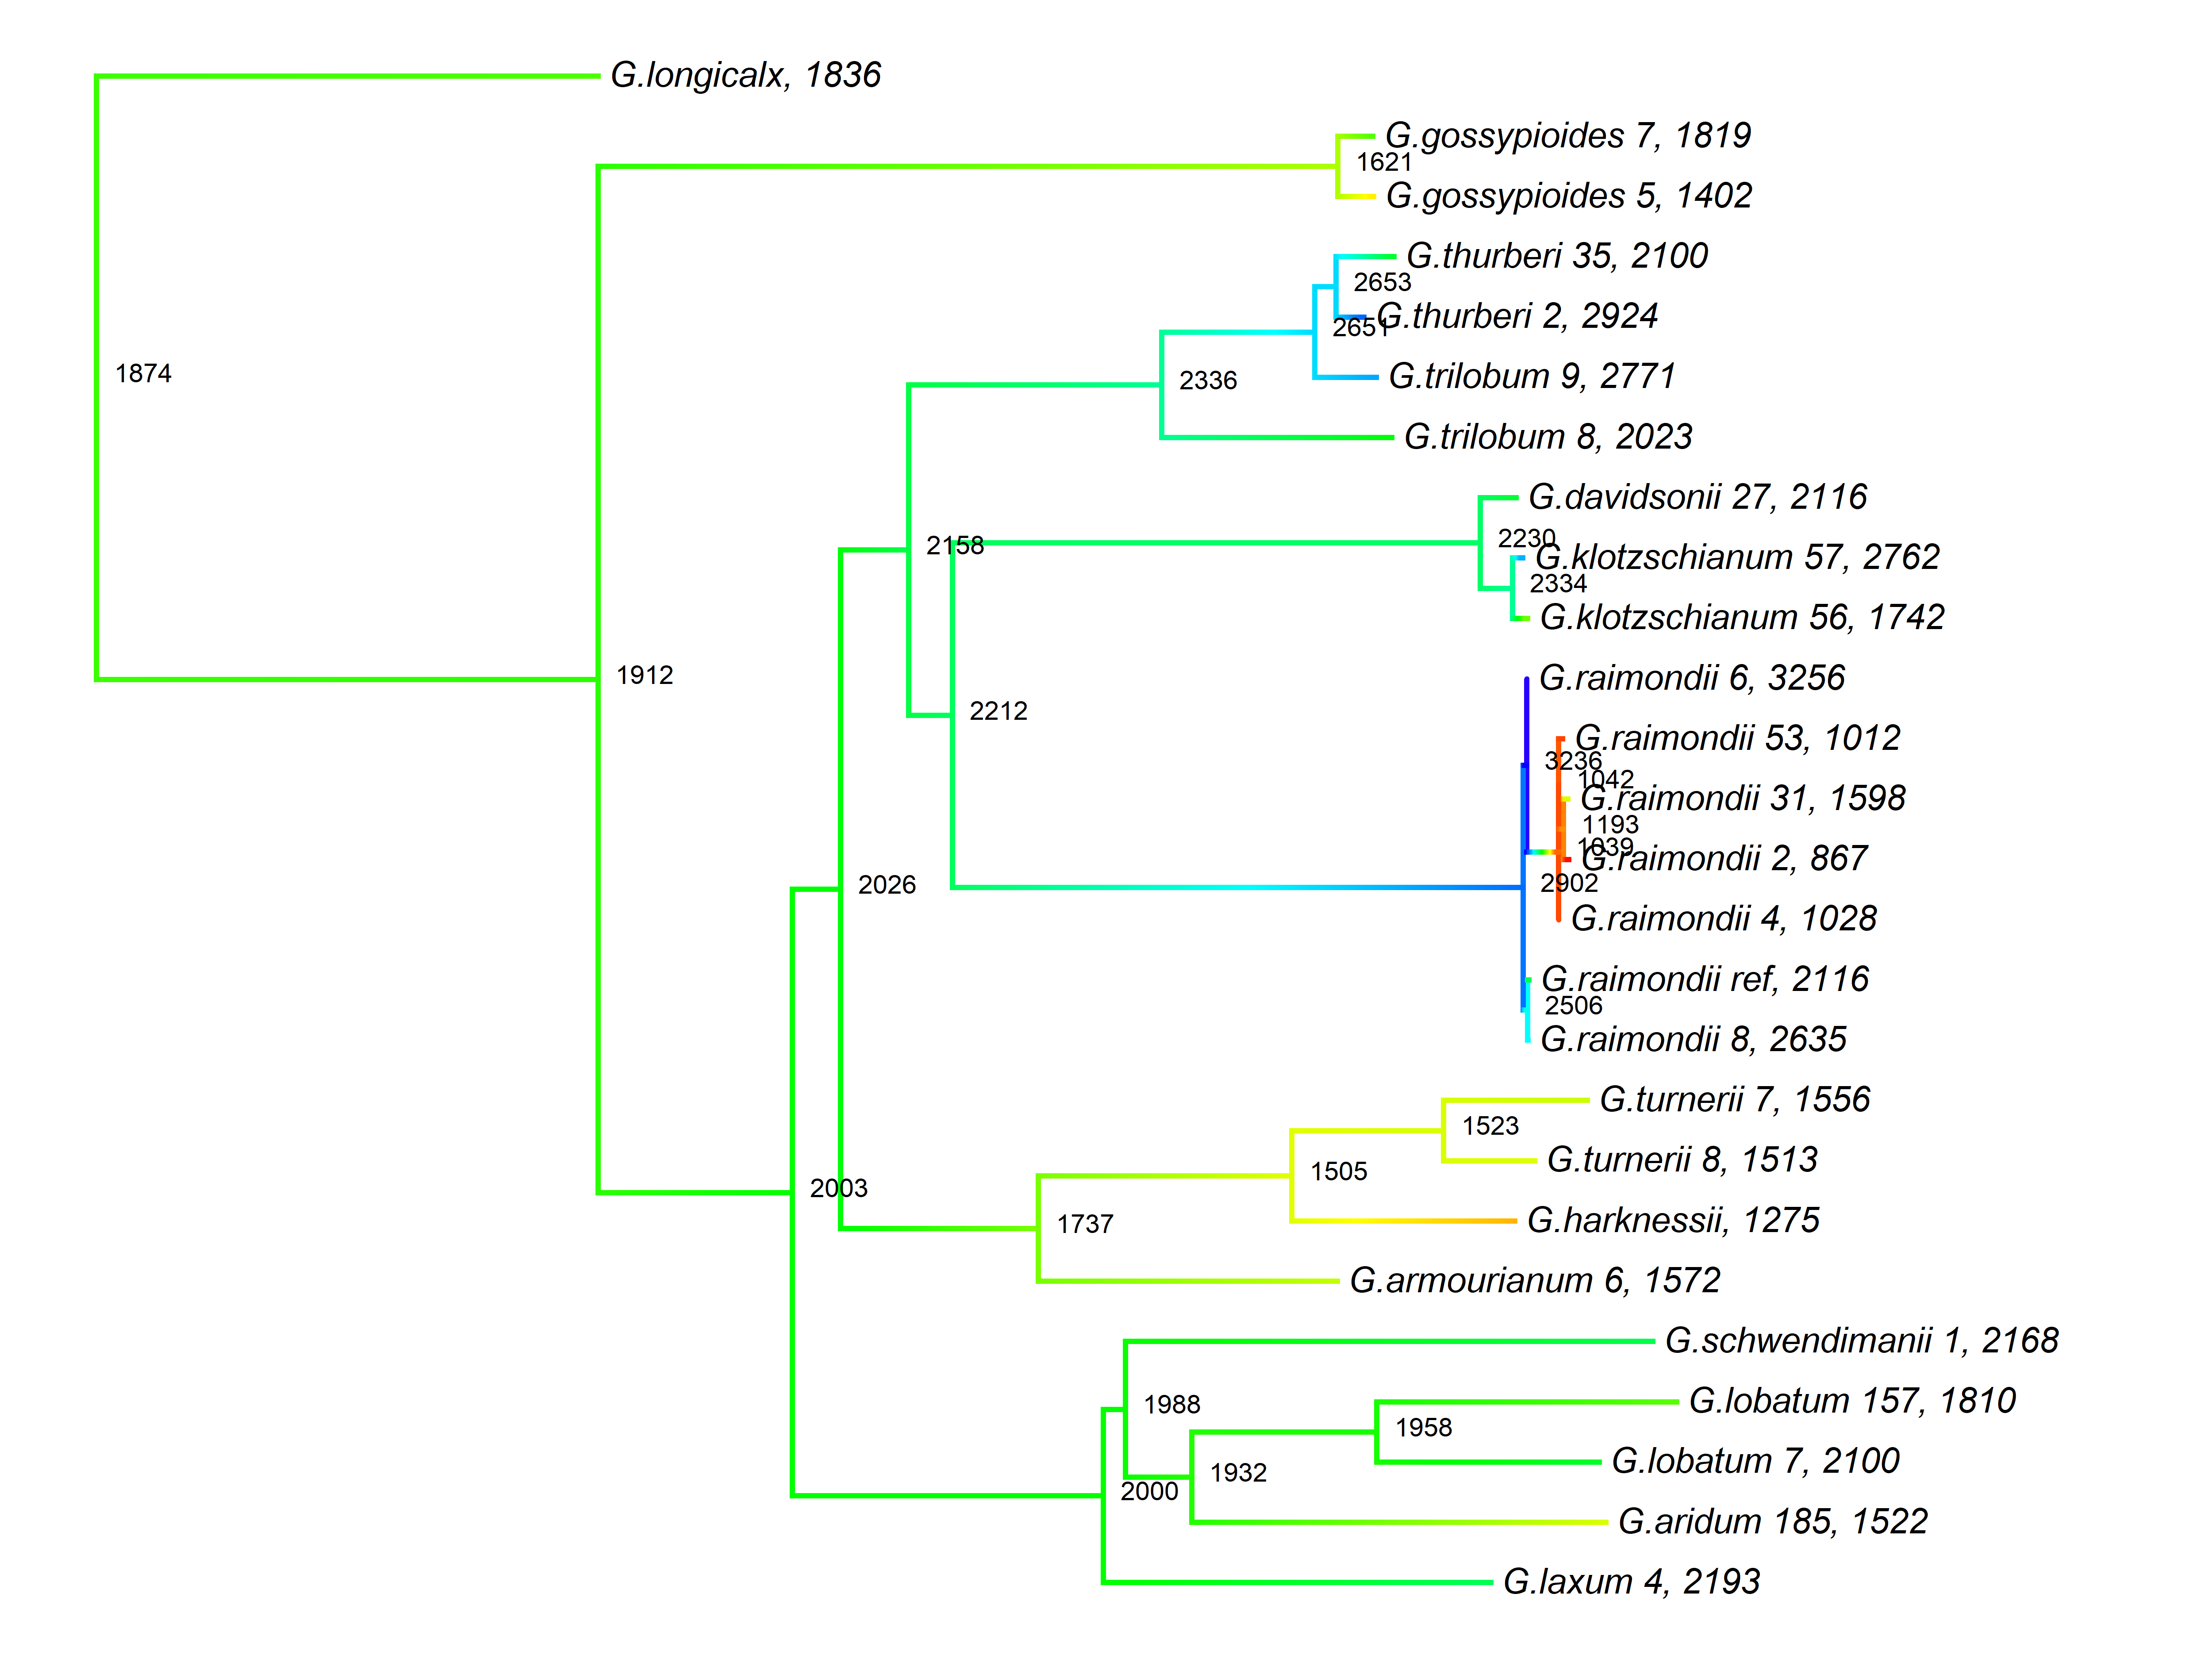 G.longicalx, 1836
G.gossypioides 7, 1819
1621
G.gossypioides 5, 1402
G.thurberi 35, 2100
2653
G.thurberi 2, 2924
2651
1874
G.trilobum 9, 2771
2336
G.trilobum 8, 2023
G.davidsonii 27, 2116
2230
2158
G.klotzschianum 57, 2762
2334
G.klotzschianum 56, 1742
1912
G.raimondii 6, 3256
2212
G.raimondii 53, 1012
3236
1042
G.raimondii 31, 1598
1193
1039
G.raimondii 2, 867
2902
2026
G.raimondii 4, 1028
G.raimondii ref, 2116
2506
G.raimondii 8, 2635
G.turnerii 7, 1556
1523
G.turnerii 8, 1513
1505
2003
G.harknessii, 1275
1737
G.armourianum 6, 1572
G.schwendimanii 1, 2168
G.lobatum 157, 1810
1988
1958
G.lobatum 7, 2100
1932
2000
G.aridum 185, 1522
G.laxum 4, 2193